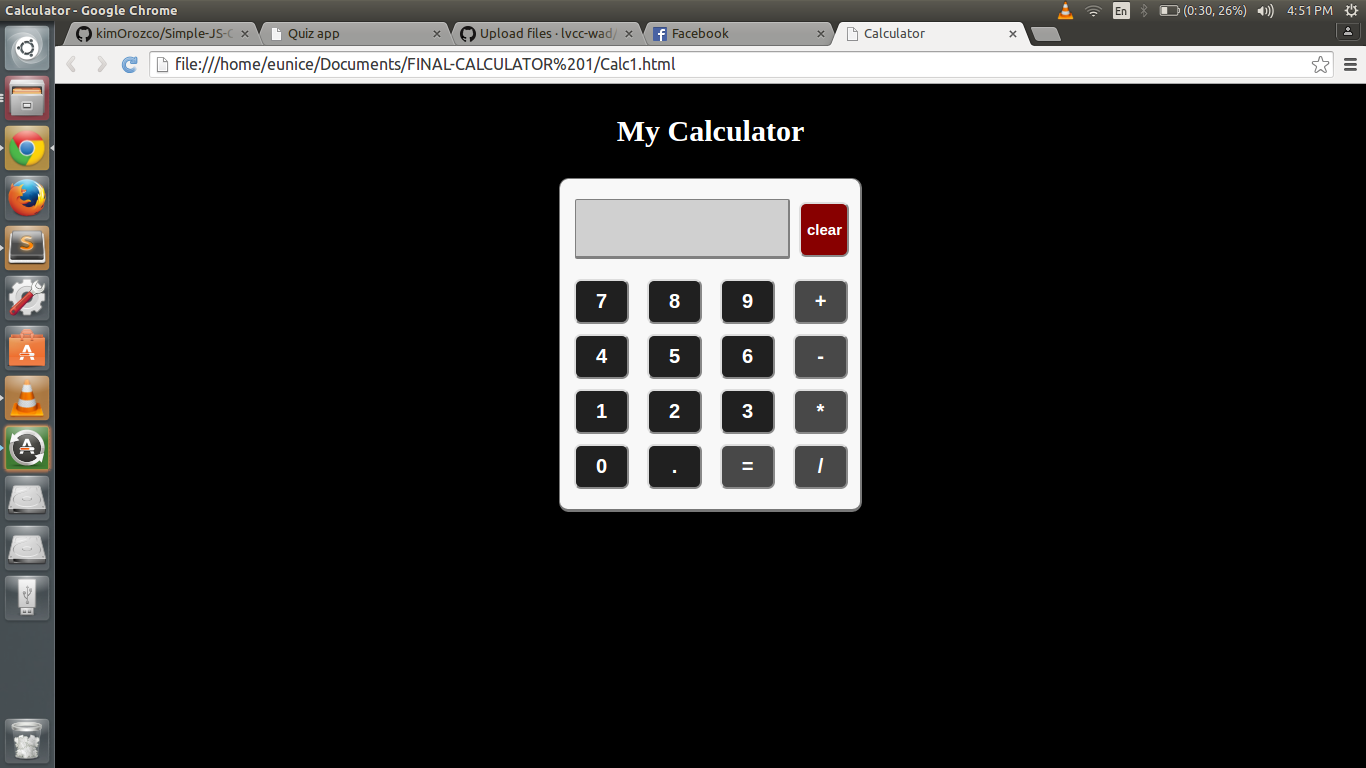 Calculator - Google Chrome
En (0:30, 26%) 4:51 PM
kimOrozco/Simple-JS-C Quiz app Upload files · lvcc-wad/ Facebook Calculator
file:///home/eunice/Documents/FINAL-CALCULATOR%201/Calc1.html
My Calculator
clear
7 8 9 +
4 5 6 -
1 2 3 *
0 . = /